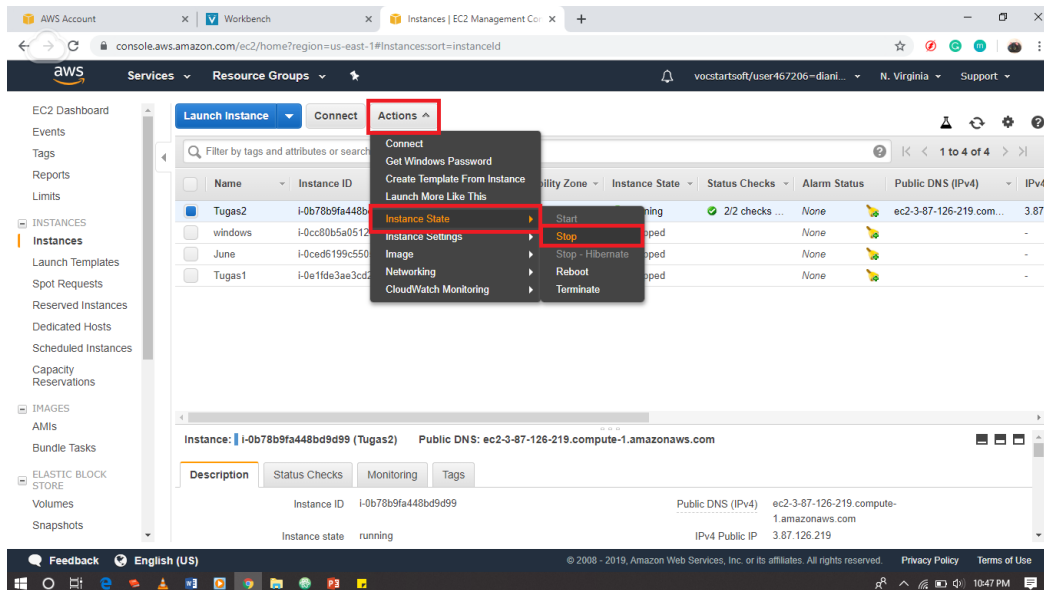 AWS Account
Workbench
Instances | EC2 Management Con
console.aws.amazon.com/ec2/home?region=us-east-1#Instances:sort=instanceId
aws
Services
Resource Groups
vocstartsoft/user467206=diani...
N. Virginia
Support
EC2 Dashboard
Events
Tags
Reports
Limits
INSTANCES
Instances
Launch Templates
Spot Requests
Reserved Instances
Dedicated Hosts
Scheduled Instances
Capacity
Reservations
IMAGES
AMIs
Bundle Tasks
ELASTIC BLOCK
STORE
Volumes
Snapshots
Launch Instance
Connect
Actions
Filter by tags and attributes or search
1 to 4 of 4
Connect
Get Windows Password
Create Template From Instance
Launch More Like This
Instance State
Instance Settings
Image
Networking
CloudWatch Monitoring
Start
Stop
Stop - Hibernate
Reboot
Terminate
Name Instance ID bility Zone Instance State Status Checks Alarm Status Public DNS (IPv4) IPv4
Tugas2 i-0b78b9fa448b ning 2/2 checks ... None ec2-3-87-126-219.com... 3.87
windows i-0cc80b5a0512 pped None -
June i-0ced6199c550 pped None -
Tugas1 i-0e1fde3ae3cd2 pped None -
Instance: i-0b78b9fa448bd9d99 (Tugas2) Public DNS: ec2-3-87-126-219.compute-1.amazonaws.com
Description
Status Checks
Monitoring
Tags
Instance ID i-0b78b9fa448bd9d99
Public DNS (IPv4) ec2-3-87-126-219.compute-
1.amazonaws.com
Instance state running
IPv4 Public IP 3.87.126.219
Feedback
English (US)
© 2008 - 2019, Amazon Web Services, Inc. or its affiliates. All rights reserved.
Privacy Policy
Terms of Use
10:47 PM